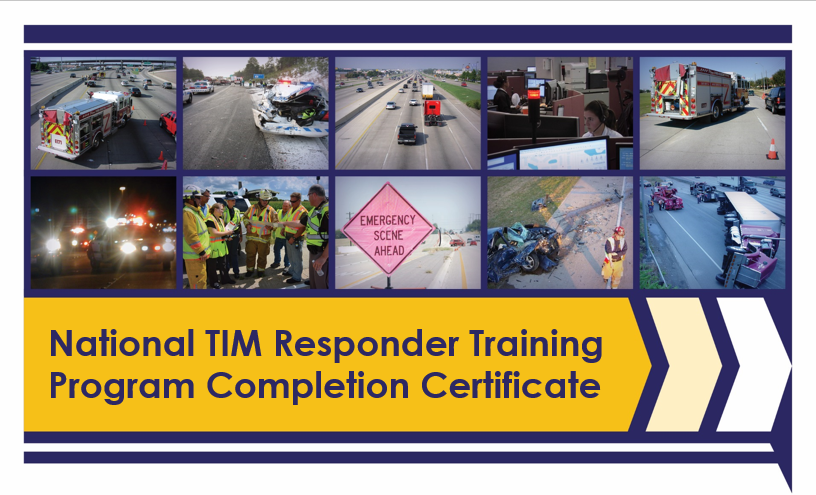 EMERGENCY
SCENE
AHEAD
National TIM Responder Training
Program Completion Certificate